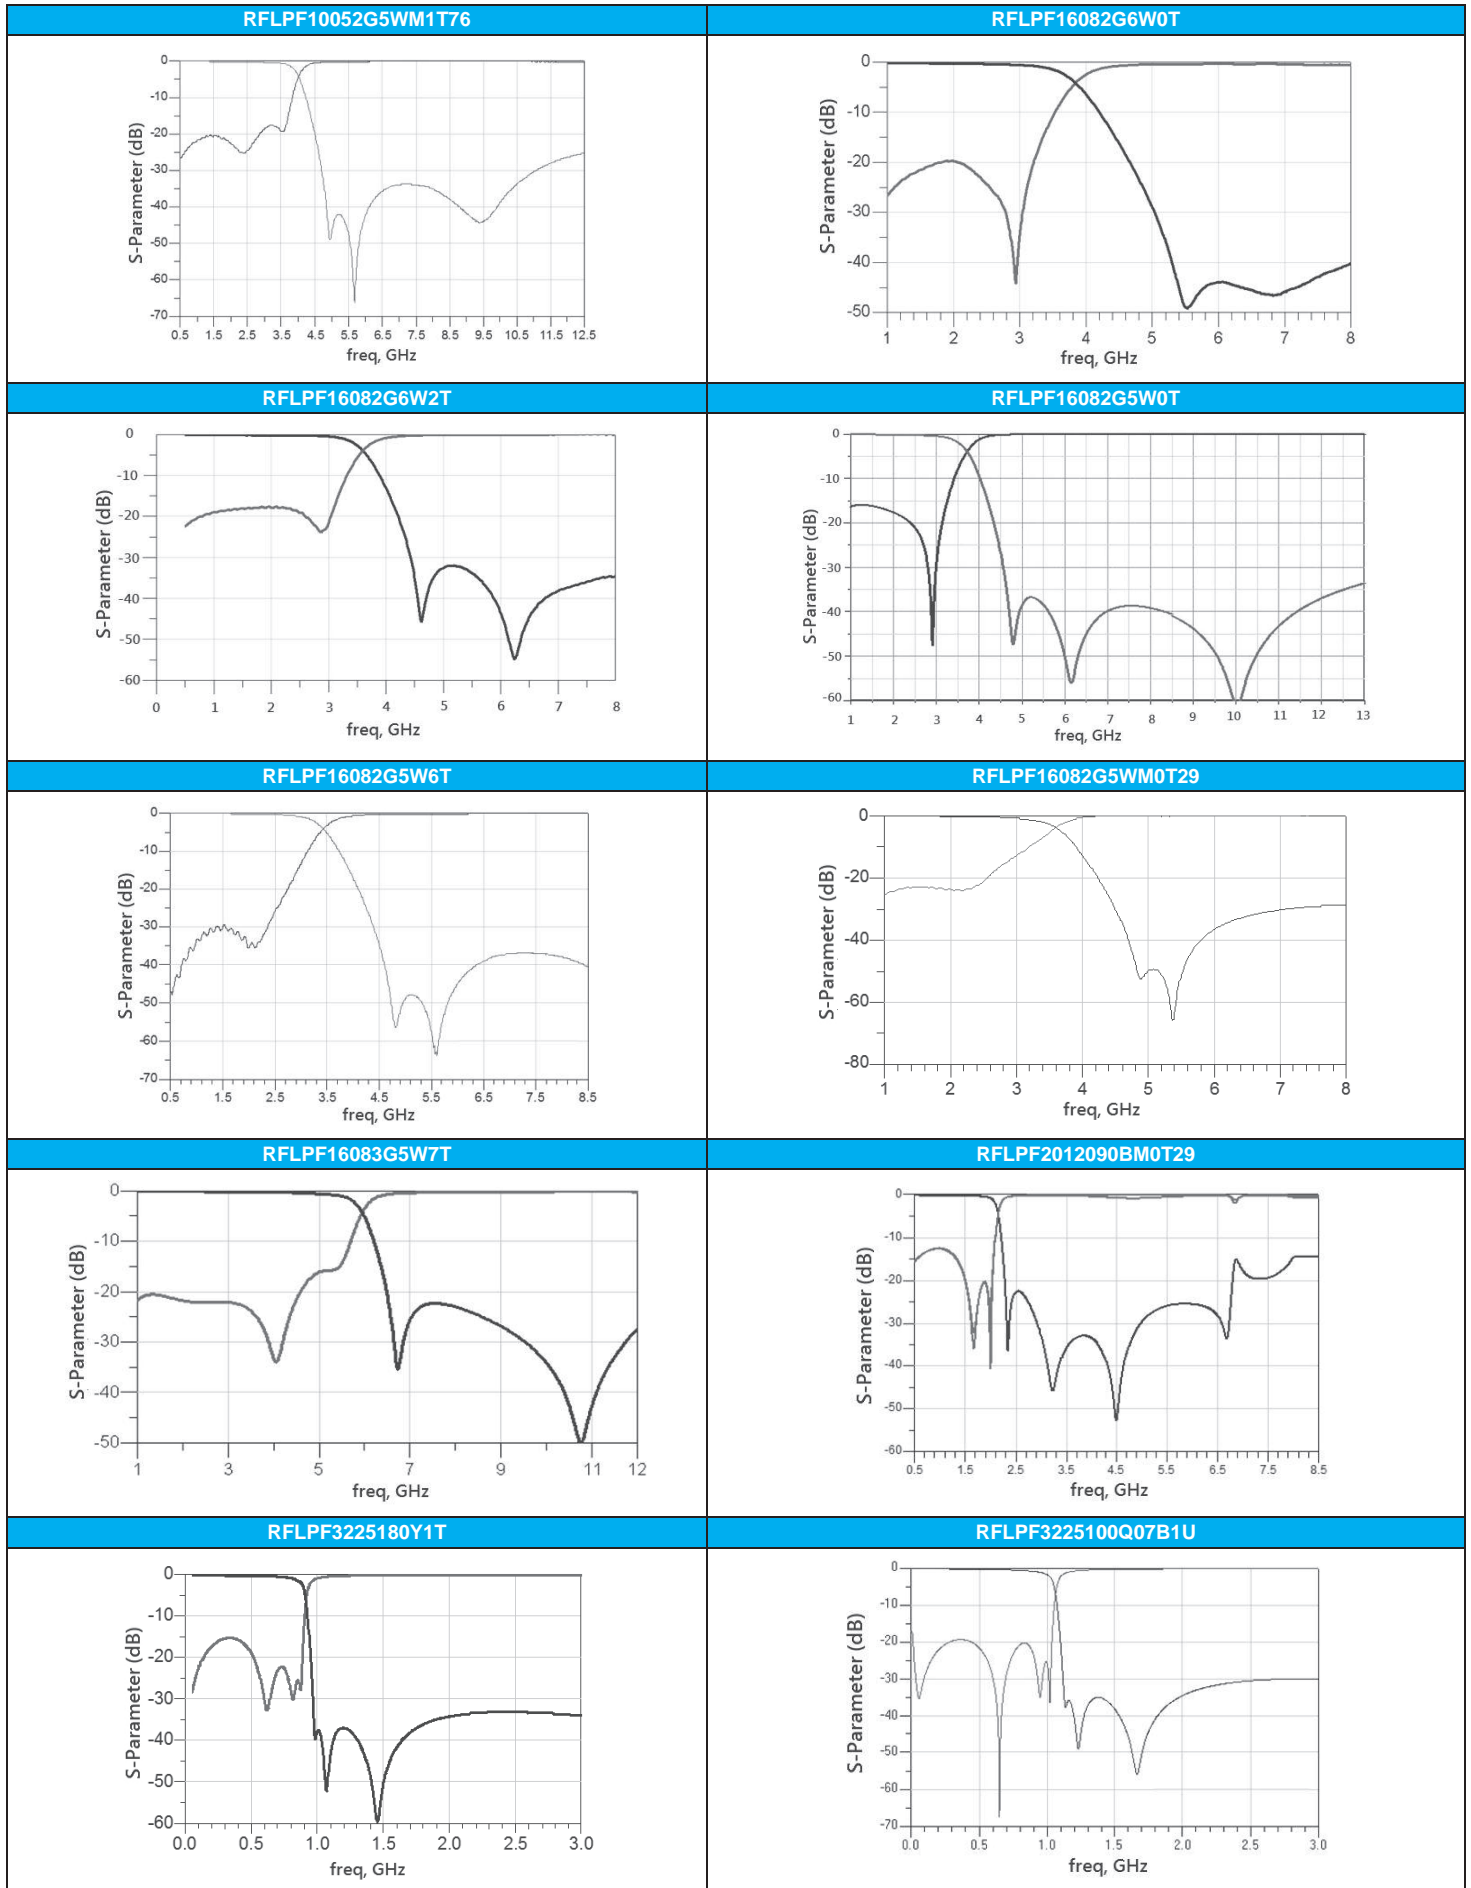 RFLPF10052G5WM1T76
0
-10
-20
-30
-40
-50
-60
-70
S-Parameter (dB)
0.5 1.5 2.5 3.5 4.5 5.5 6.5 7.5 8.5 9.5 10.5 11.5 12.5
freq, GHz
RFLPF16082G6W0T
0
-10
-20
-30
-40
-50
S-Parameter (dB)
1 2 3 4 5 6 7 8
freq, GHz
RFLPF16082G6W2T
0
-10
-20
-30
-40
-50
-60
S-Parameter (dB)
0 1 2 3 4 5 6 7 8
freq, GHz
RFLPF16082G5W0T
0
-10
-20
-30
-40
-50
-60
S-Parameter (dB)
1 2 3 4 5 6 7 8 9 10 11 12 13
freq, GHz
RFLPF16082G5W6T
0
-10
-20
-30
-40
-50
-60
-70
S-Parameter (dB)
0.5 1.5 2.5 3.5 4.5 5.5 6.5 7.5 8.5
freq, GHz
RFLPF16082G5WM0T29
0
-20
-40
-60
-80
S-Parameter (dB)
1 2 3 4 5 6 7 8
freq, GHz
RFLPF16083G5W7T
0
-10
-20
-30
-40
-50
S-Parameter (dB)
1 3 5 7 9 11 12
freq, GHz
RFLPF2012090BM0T29
0
-10
-20
-30
-40
-50
-60
S-Parameter (dB)
0.5 1.5 2.5 3.5 4.5 5.5 6.5 7.5 8.5
freq, GHz
RFLPF3225180Y1T
0
-10
-20
-30
-40
-50
-60
S-Parameter (dB)
0.0 0.5 1.0 1.5 2.0 2.5 3.0
freq, GHz
RFLPF3225100Q07B1U
0
-10
-20
-30
-40
-50
-60
-70
S-Parameter (dB)
0.0 0.5 1.0 1.5 2.0 2.5 3.0
freq, GHz